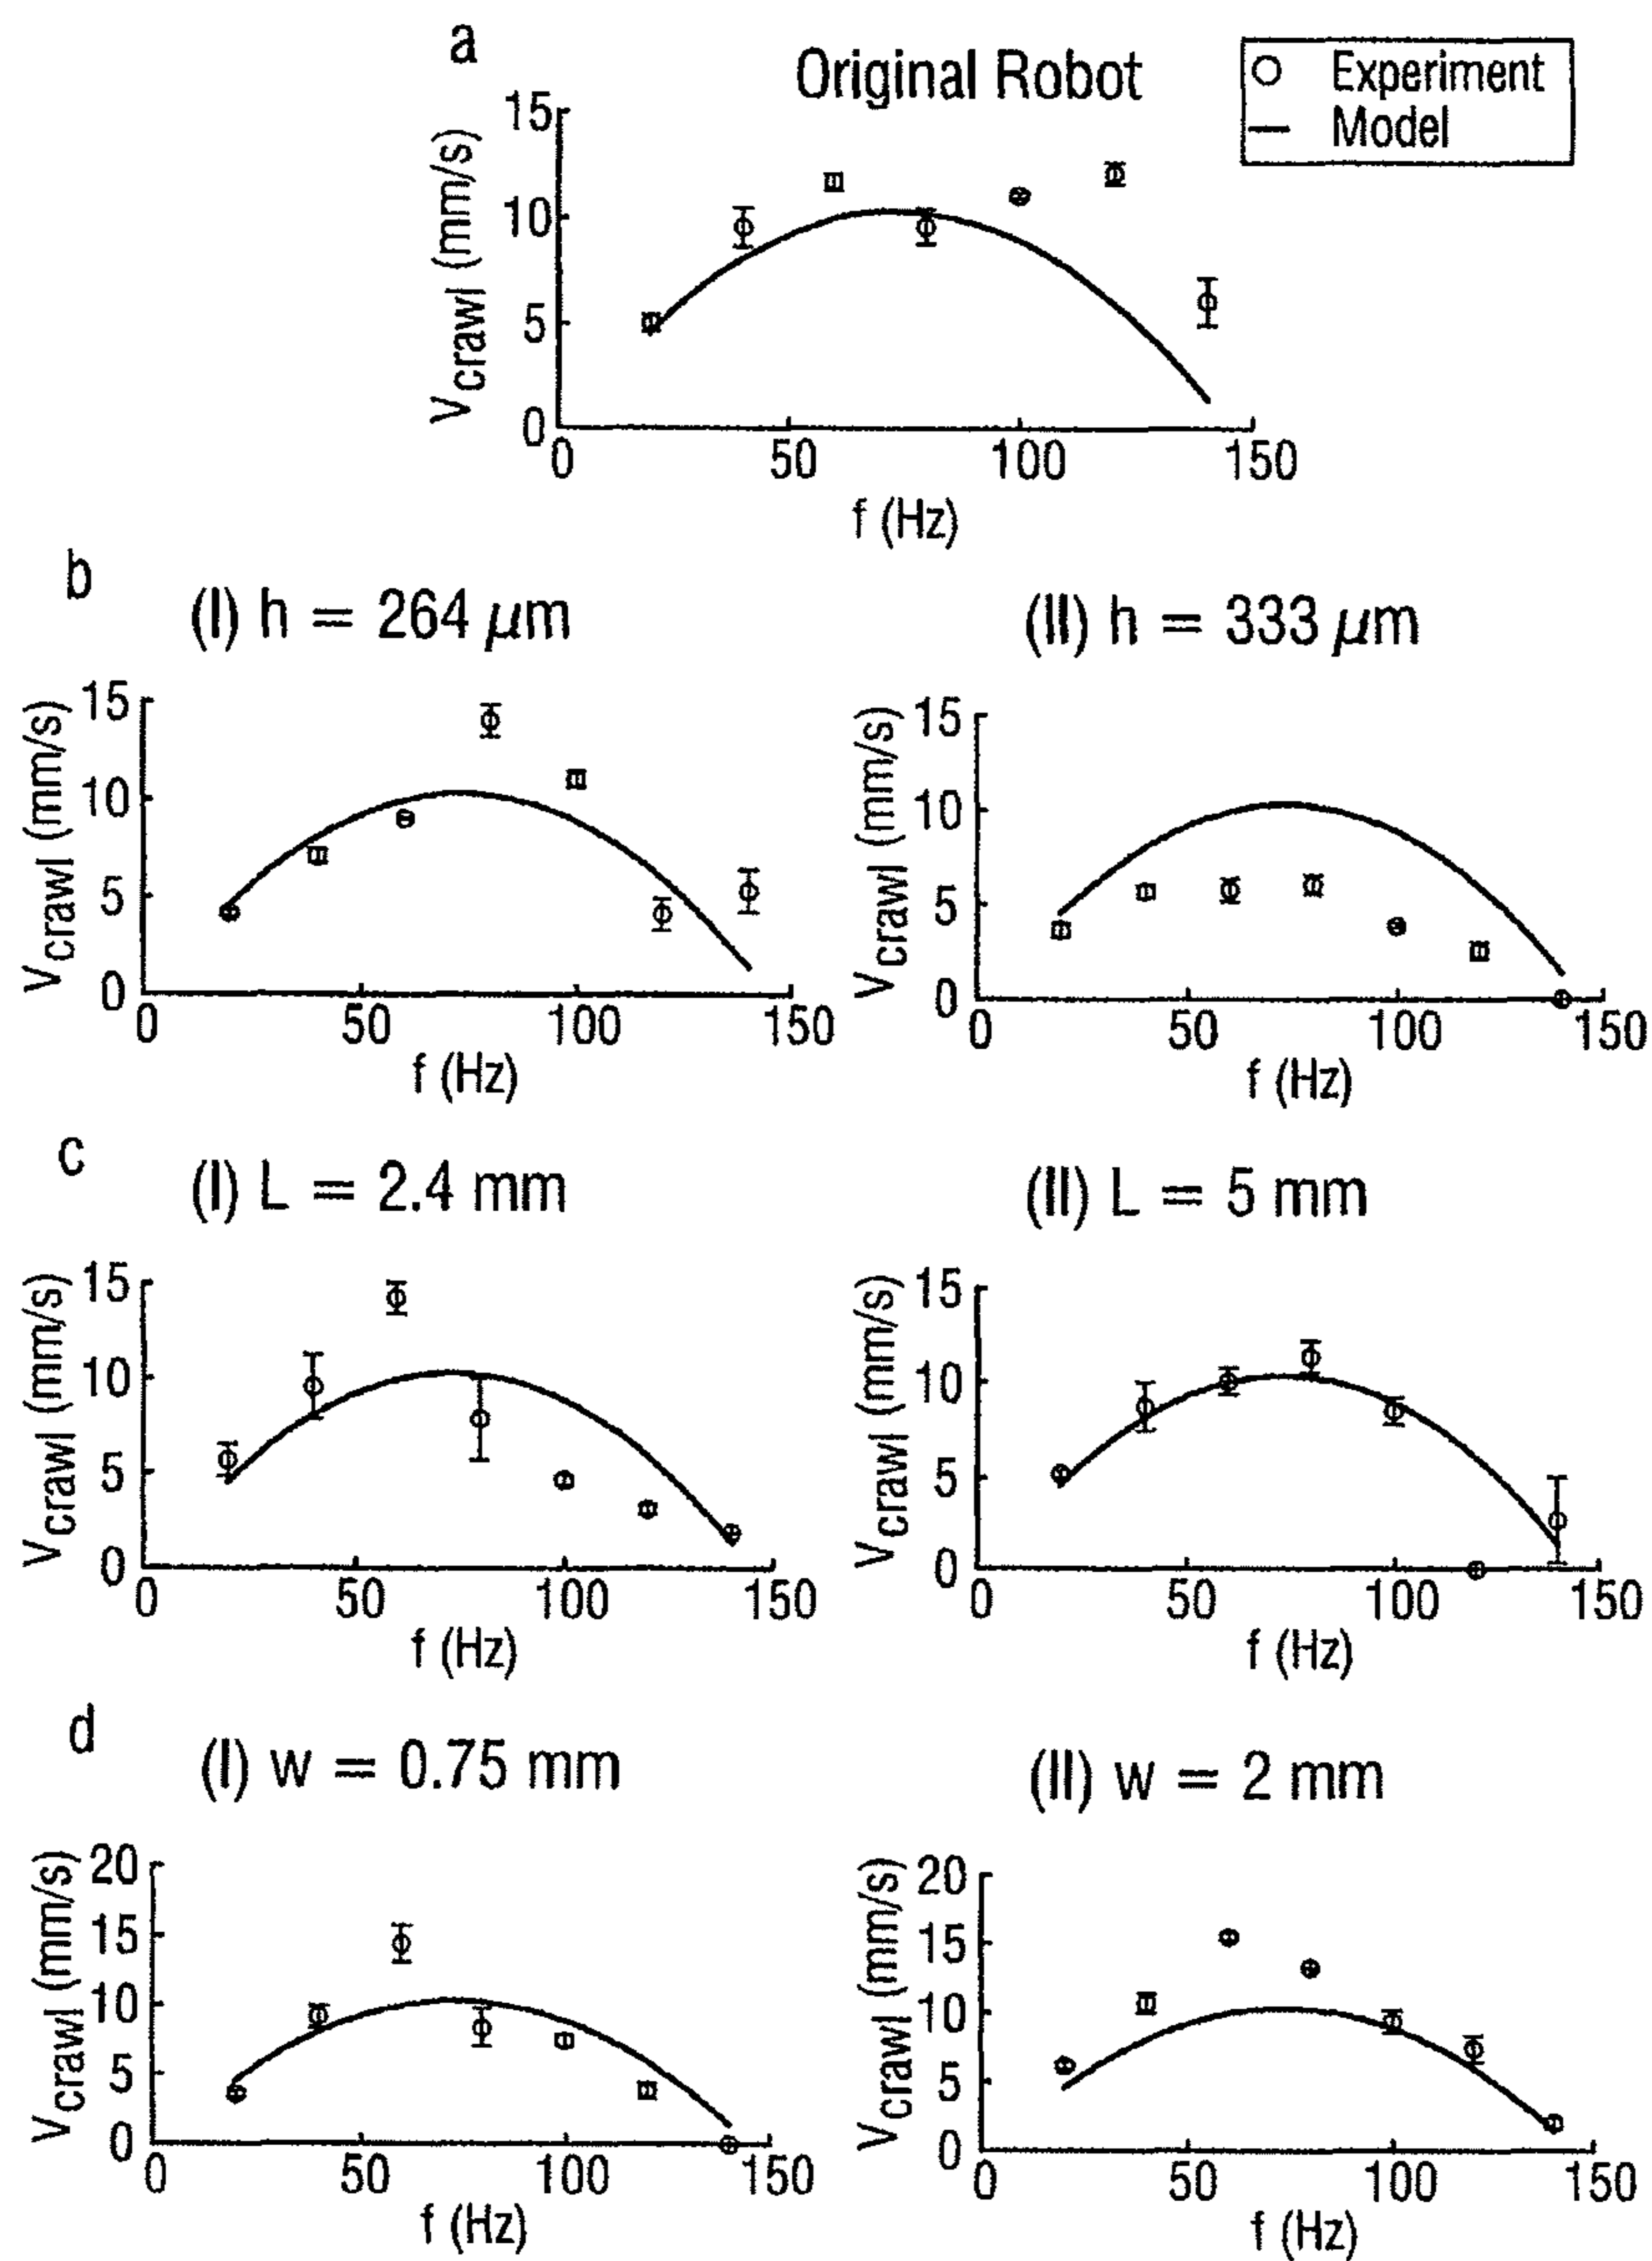 a
Original Robot
Experiment
Model
15
10
5
0
Vcrawl (mm/s)
0 50 100 150
f (Hz)
b
(I) h = 264 μm
15
10
5
0
Vcrawl (mm/s)
0 50 100 150
f (Hz)
(II) h = 333 μm
15
10
5
0
Vcrawl (mm/s)
0 50 100 150
f (Hz)
c
(I) L = 2.4 mm
15
10
5
0
Vcrawl (mm/s)
0 50 100 150
f (Hz)
(II) L = 5 mm
15
10
5
0
Vcrawl (mm/s)
0 50 100 150
f (Hz)
d
(I) w = 0.75 mm
20
15
10
5
0
Vcrawl (mm/s)
0 50 100 150
f (Hz)
(II) w = 2 mm
20
15
10
5
0
Vcrawl (mm/s)
0 50 100 150
f (Hz)